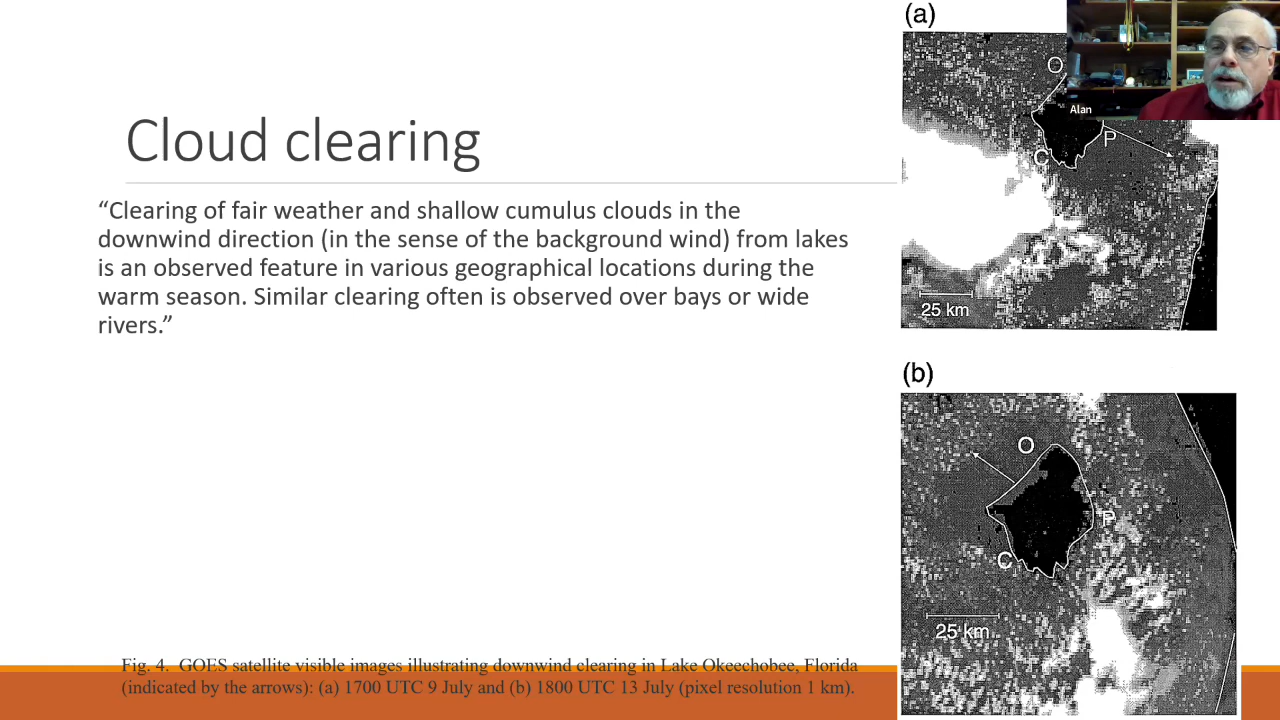 Cloud clearing
“Clearing of fair weather and shallow cumulus clouds in the
downwind direction (in the sense of the background wind) from lakes
is an observed feature in various geographical locations during the
warm season. Similar clearing often is observed over bays or wide
rivers.”
(a)
O
Alan
P
C
25 km
(b)
O
P
C
25 km
Fig. 4. GOES satellite visible images illustrating downwind clearing in Lake Okeechobee, Florida
(indicated by the arrows): (a) 1700 UTC 9 July and (b) 1800 UTC 13 July (pixel resolution 1 km).